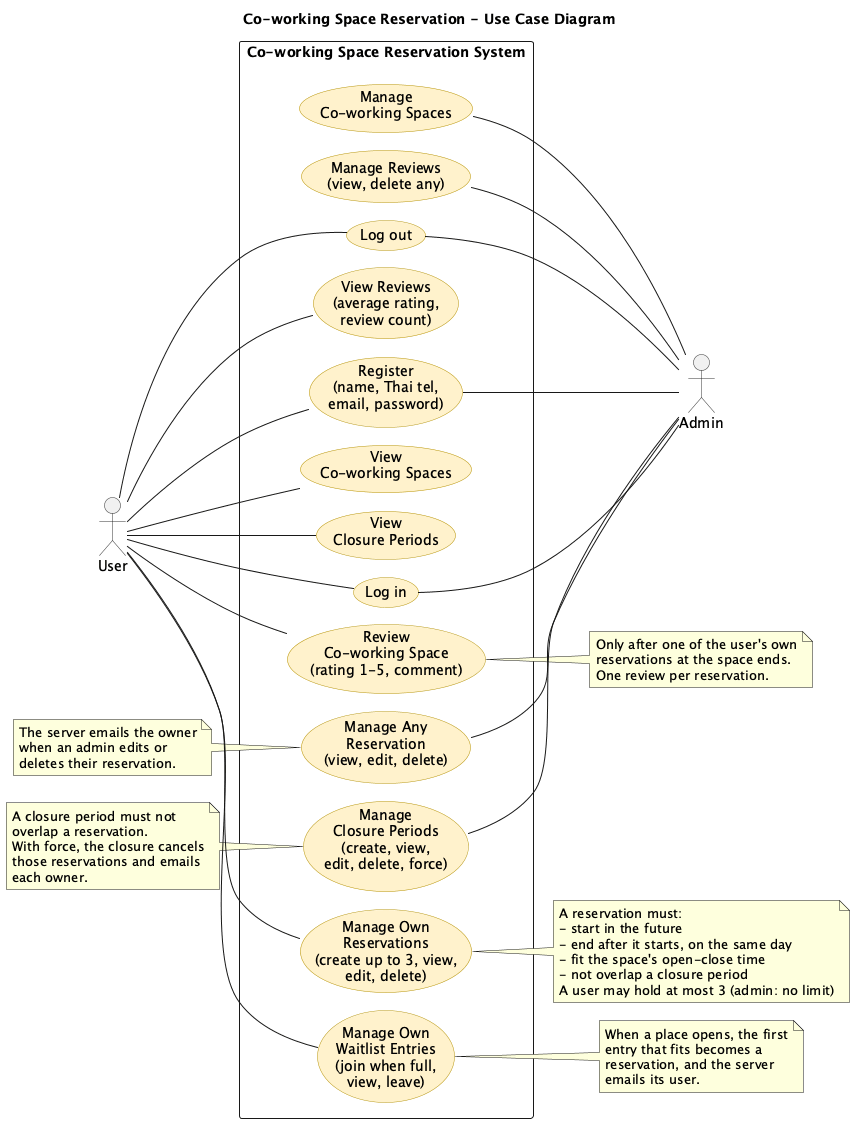 Co-working Space Reservation - Use Case Diagram
Co-working Space Reservation System
Manage
Co-working Spaces
Manage Reviews
(view, delete any)
Log out
View Reviews
(average rating,
review count)
Register
(name, Thai tel,
email, password)
Admin
View
Co-working Spaces
View
Closure Periods
User
Log in
Review
Co-working Space
(rating 1-5, comment)
Only after one of the user's own
reservations at the space ends.
One review per reservation.
The server emails the owner
when an admin edits or
deletes their reservation.
Manage Any
Reservation
(view, edit, delete)
A closure period must not
overlap a reservation.
With force, the closure cancels
those reservations and emails
each owner.
Manage
Closure Periods
(create, view,
edit, delete, force)
Manage Own
Reservations
(create up to 3, view,
edit, delete)
A reservation must:
- start in the future
- end after it starts, on the same day
- fit the space's open-close time
- not overlap a closure period
A user may hold at most 3 (admin: no limit)
Manage Own
Waitlist Entries
(join when full,
view, leave)
When a place opens, the first
entry that fits becomes a
reservation, and the server
emails its user.